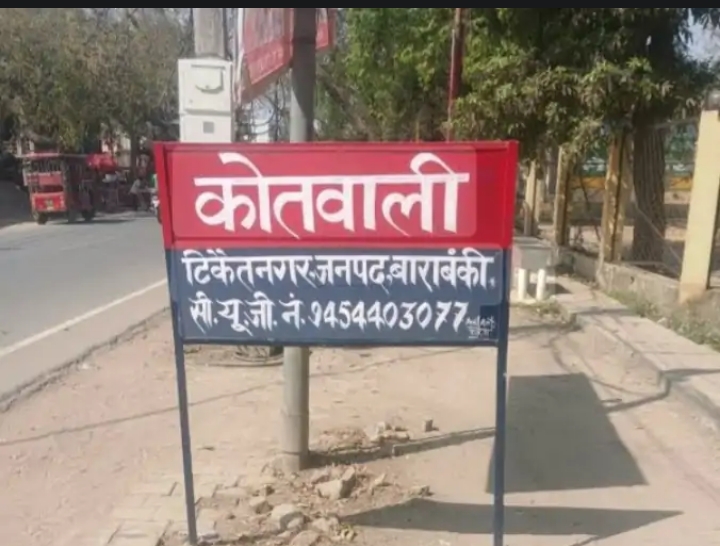 कोतवाली
टिकैतनगर-जनपद-बाराबंकी.
सी.यू.जी. नं. 9454403077